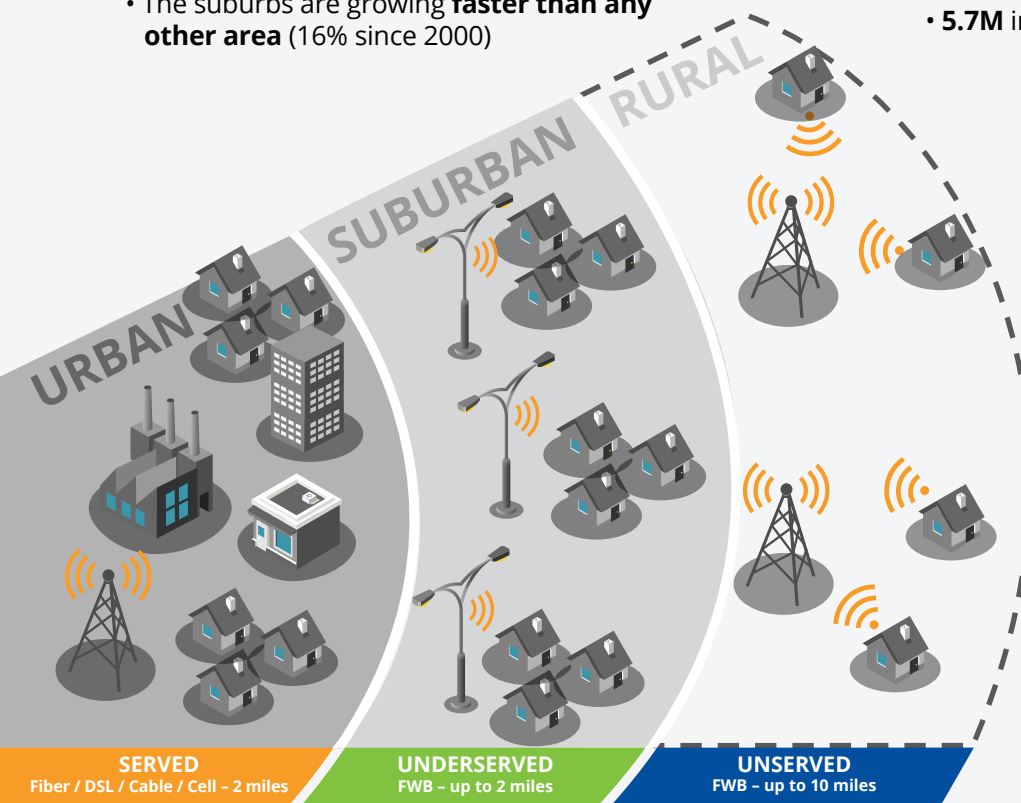 • The suburbs are growing faster than any
other area (16% since 2000)
• 5.7M
RURAL
SUBURBAN
URBAN
SERVED
Fiber / DSL / Cable / Cell – 2 miles
UNDERSERVED
FWB – up to 2 miles
UNSERVED
FWB – up to 10 miles